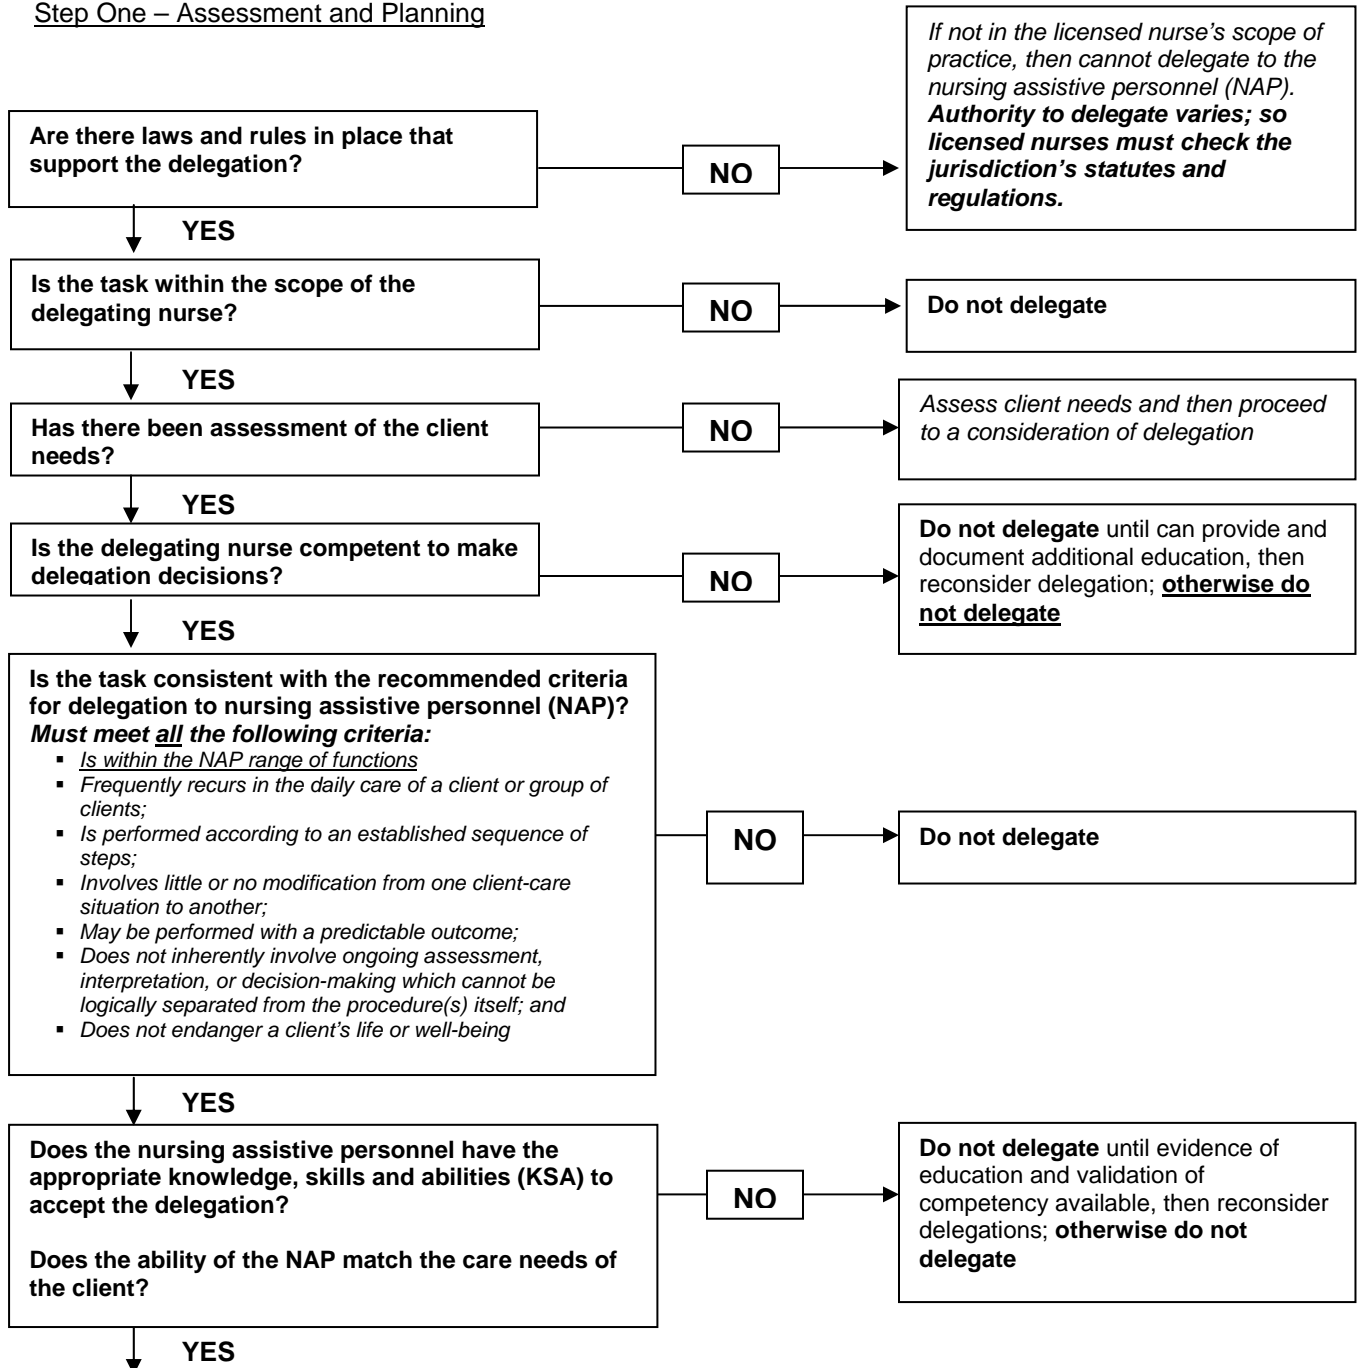 Step One – Assessment and Planning
If not in the licensed nurse’s scope of
practice, then cannot delegate to the
nursing assistive personnel (NAP).
Authority to delegate varies; so
licensed nurses must check the
jurisdiction’s statutes and
regulations.
Are there laws and rules in place that
support the delegation?
NO
YES
Is the task within the scope of the
delegating nurse?
NO
Do not delegate
YES
Has there been assessment of the client
needs?
NO
Assess client needs and then proceed
to a consideration of delegation
YES
Is the delegating nurse competent to make
delegation decisions?
NO
Do not delegate until can provide and
document additional education, then
reconsider delegation; otherwise do
not delegate
YES
Is the task consistent with the recommended criteria
for delegation to nursing assistive personnel (NAP)?
Must meet all the following criteria:
▪ Is within the NAP range of functions
▪ Frequently recurs in the daily care of a client or group of
clients;
▪ Is performed according to an established sequence of
steps;
▪ Involves little or no modification from one client-care
situation to another;
▪ May be performed with a predictable outcome;
▪ Does not inherently involve ongoing assessment,
interpretation, or decision-making which cannot be
logically separated from the procedure(s) itself; and
▪ Does not endanger a client’s life or well-being
NO
Do not delegate
YES
Does the nursing assistive personnel have the
appropriate knowledge, skills and abilities (KSA) to
accept the delegation?
Does the ability of the NAP match the care needs of
the client?
NO
Do not delegate until evidence of
education and validation of
competency available, then reconsider
delegations; otherwise do not
delegate
YES